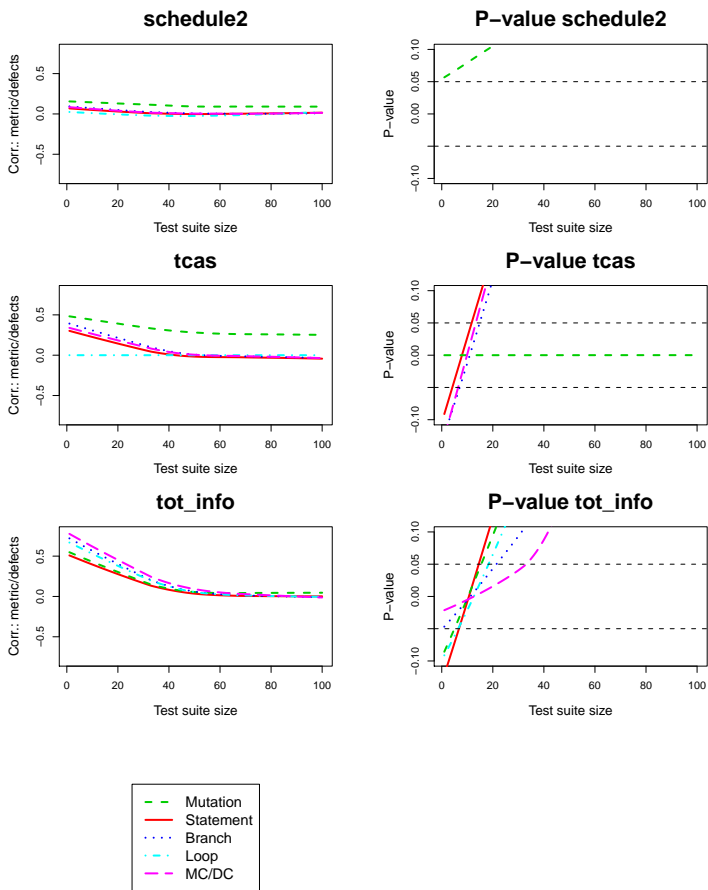 schedule2
Corr.: metric/defects
0.5
0.0
−0.5
0 20 40 60 80 100
Test suite size
P−value schedule2
P−value
0.10
0.05
0.00
−0.10
0 20 40 60 80 100
Test suite size
tcas
Corr.: metric/defects
0.5
0.0
−0.5
0 20 40 60 80 100
Test suite size
P−value tcas
P−value
0.10
0.05
0.00
−0.10
0 20 40 60 80 100
Test suite size
tot_info
Corr.: metric/defects
0.5
0.0
−0.5
0 20 40 60 80 100
Test suite size
P−value tot_info
P−value
0.10
0.05
0.00
−0.10
0 20 40 60 80 100
Test suite size
Mutation
Statement
Branch
Loop
MC/DC